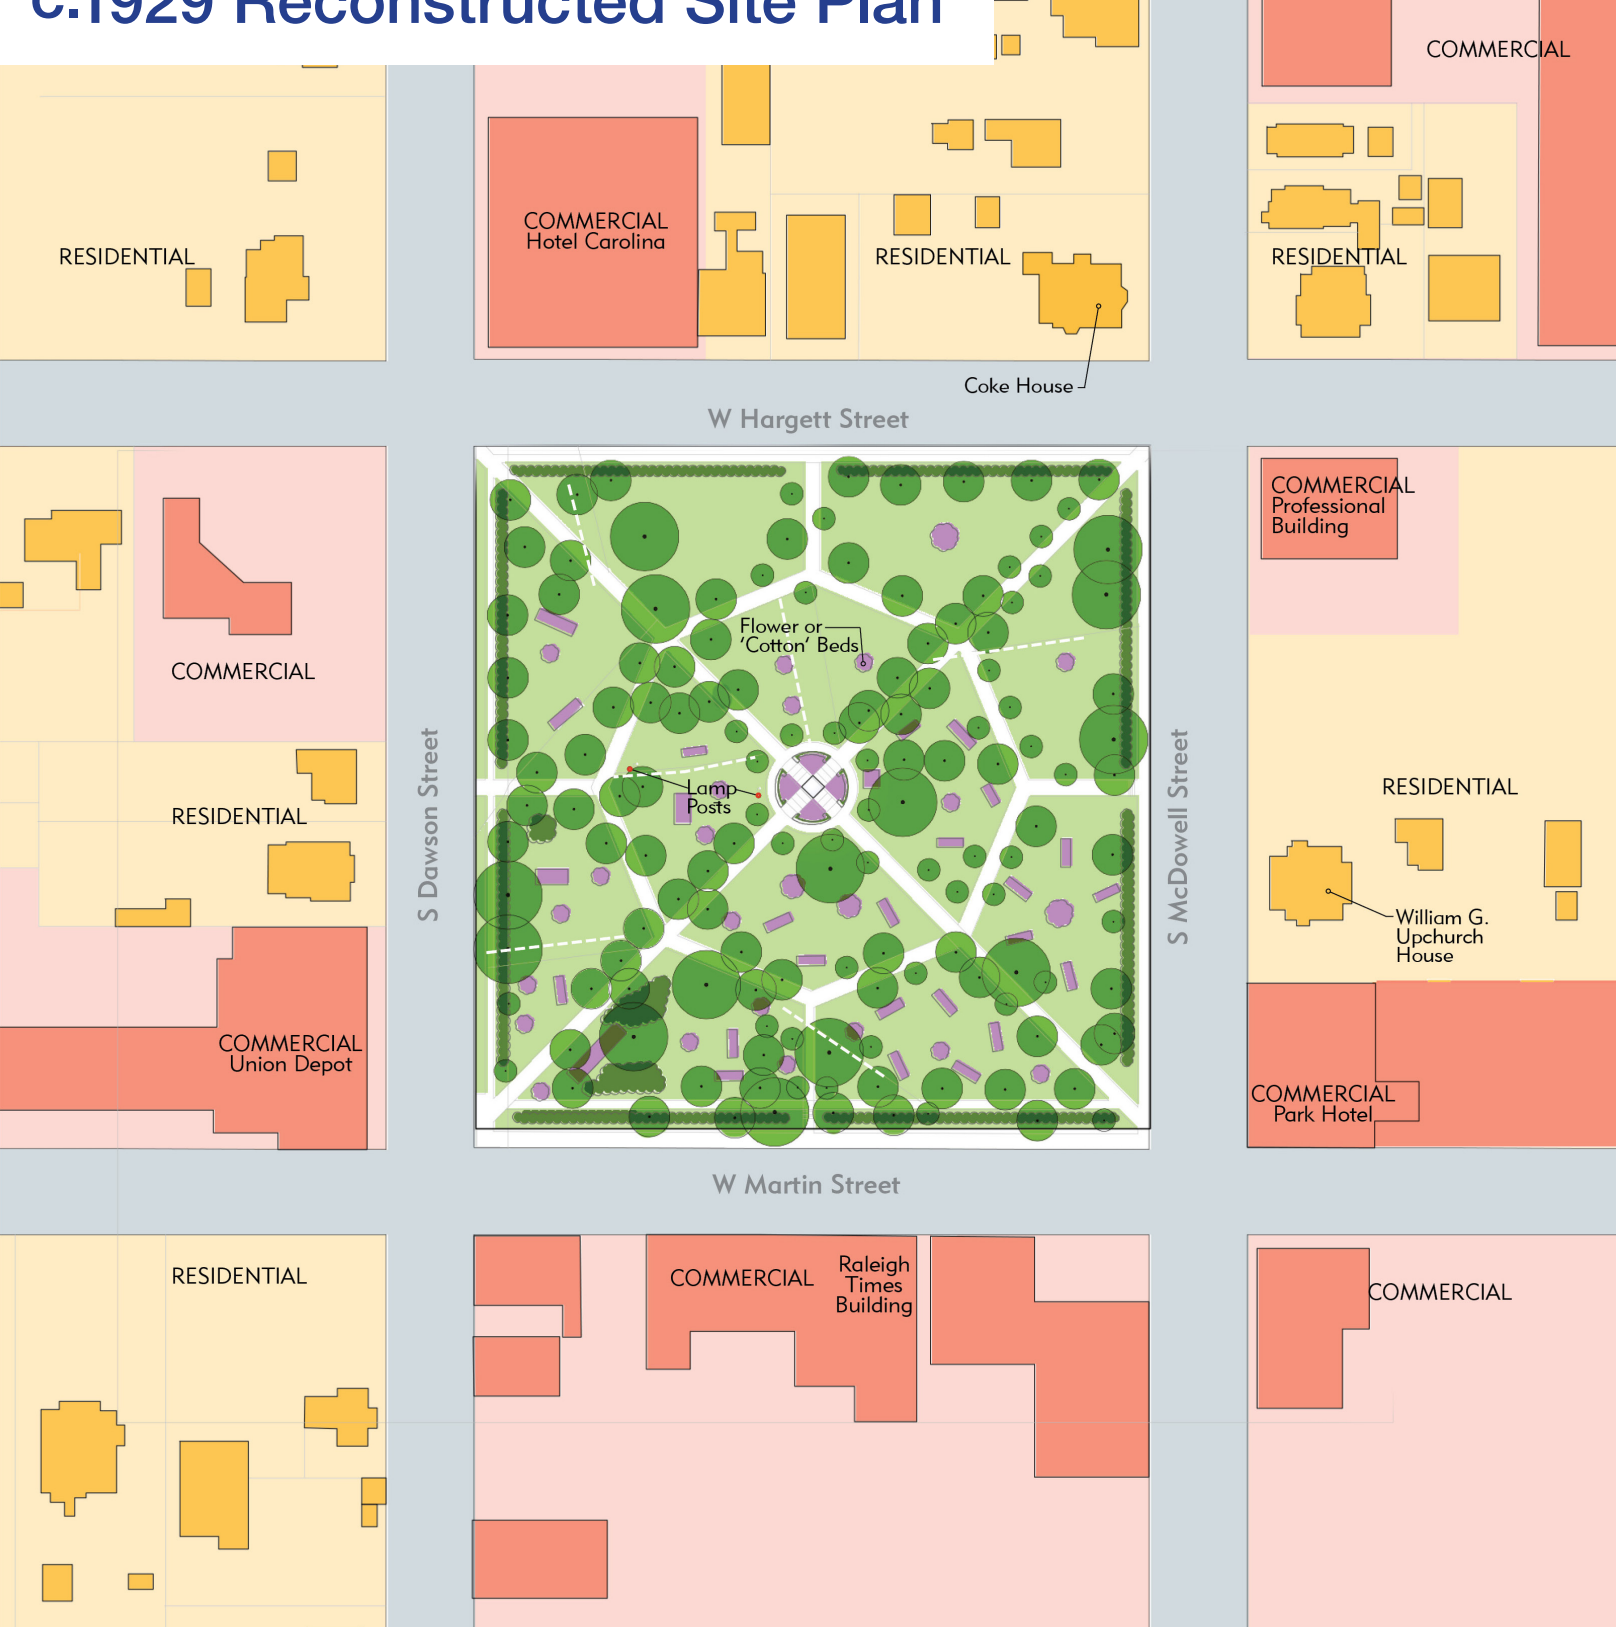 c.1929 Reconstructed Site Plan
COMMERCIAL
COMMERCIAL
Hotel Carolina
RESIDENTIAL
RESIDENTIAL
RESIDENTIAL
Coke House
W Hargett Street
COMMERCIAL
Professional
Building
Flower or
'Cotton' Beds
COMMERCIAL
S Dawson Street
S McDowell Street
Lamp
Posts
RESIDENTIAL
RESIDENTIAL
William G.
Upchurch
House
COMMERCIAL
Union Depot
COMMERCIAL
Park Hotel
W Martin Street
RESIDENTIAL
COMMERCIAL
Raleigh
Times
Building
COMMERCIAL